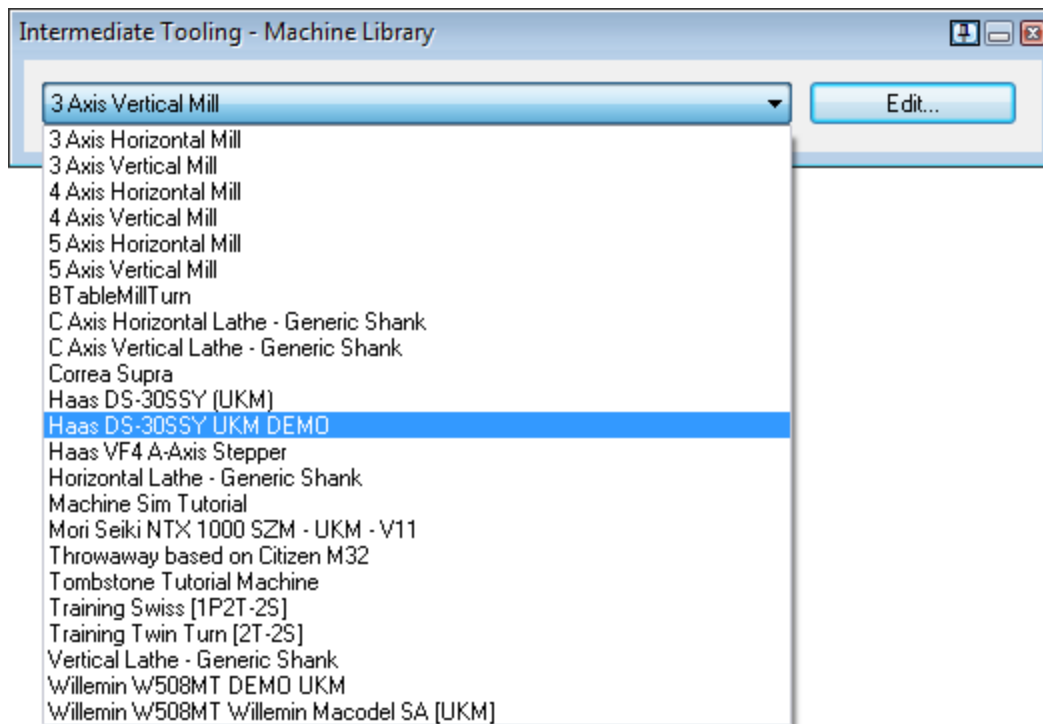 Intermediate Tooling - Machine Library
3 Axis Vertical Mill
Edit...
3 Axis Horizontal Mill
3 Axis Vertical Mill
4 Axis Horizontal Mill
4 Axis Vertical Mill
5 Axis Horizontal Mill
5 Axis Vertical Mill
BTableMillTurn
C Axis Horizontal Lathe - Generic Shank
C Axis Vertical Lathe - Generic Shank
Correa Supra
Haas DS-30SSY (UKM)
Haas DS-30SSY UKM DEMO
Haas VF4 A-Axis Stepper
Horizontal Lathe - Generic Shank
Machine Sim Tutorial
Mori Seiki NTX 1000 SZM - UKM - V11
Throwaway based on Citizen M32
Tombstone Tutorial Machine
Training Swiss [1P2T-2S]
Training Twin Turn [2T-2S]
Vertical Lathe - Generic Shank
Willemin W508MT DEMO UKM
Willemin W508MT Willemin Macodel SA [UKM]